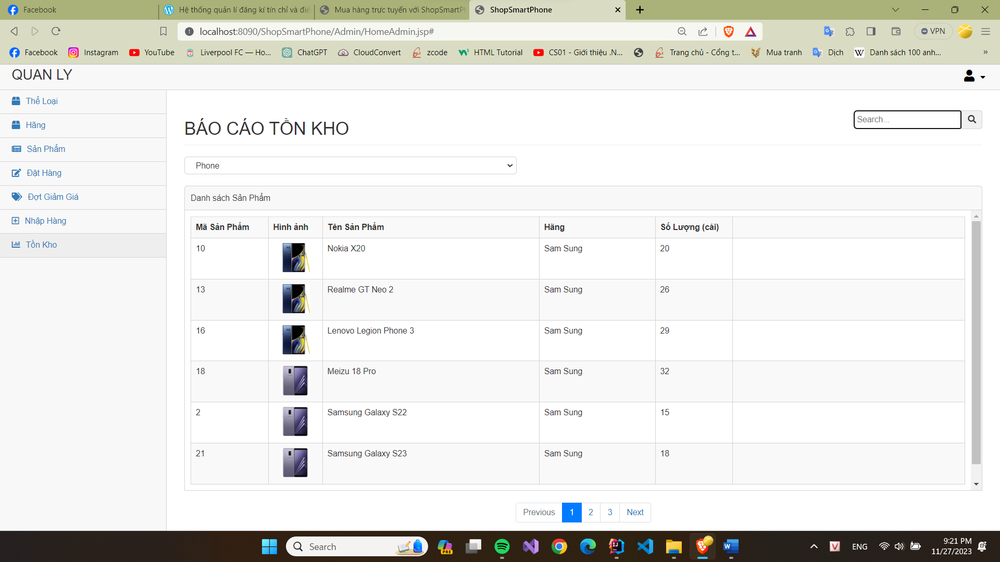 Facebook
Hệ thống quản lí đăng kí tín chỉ và điể
Mua hàng trực tuyến với ShopSmartPh
ShopSmartPhone
localhost:8090/ShopSmartPhone/Admin/HomeAdmin.jsp#
VPN
Facebook
Instagram
YouTube
Liverpool FC — Ho...
ChatGPT
CloudConvert
zcode
HTML Tutorial
CS01 - Giới thiệu .N...
Trang chủ - Cổng t...
Mua tranh
Dịch
Danh sách 100 anh...
QUAN LY
Thể Loại
Hãng
Sản Phẩm
Đặt Hàng
Đợt Giảm Giá
Nhập Hàng
Tồn Kho
BÁO CÁO TỒN KHO
Search...
Phone
Danh sách Sản Phẩm
Mã Sản Phẩm Hình ảnh Tên Sản Phẩm Hãng Số Lượng (cái)
10 Nokia X20 Sam Sung 20
13 Realme GT Neo 2 Sam Sung 26
16 Lenovo Legion Phone 3 Sam Sung 29
18 Meizu 18 Pro Sam Sung 32
2 Samsung Galaxy S22 Sam Sung 15
21 Samsung Galaxy S23 Sam Sung 18
Previous 1 2 3 Next
Search
PRE
ENG
9:21 PM
11/27/2023